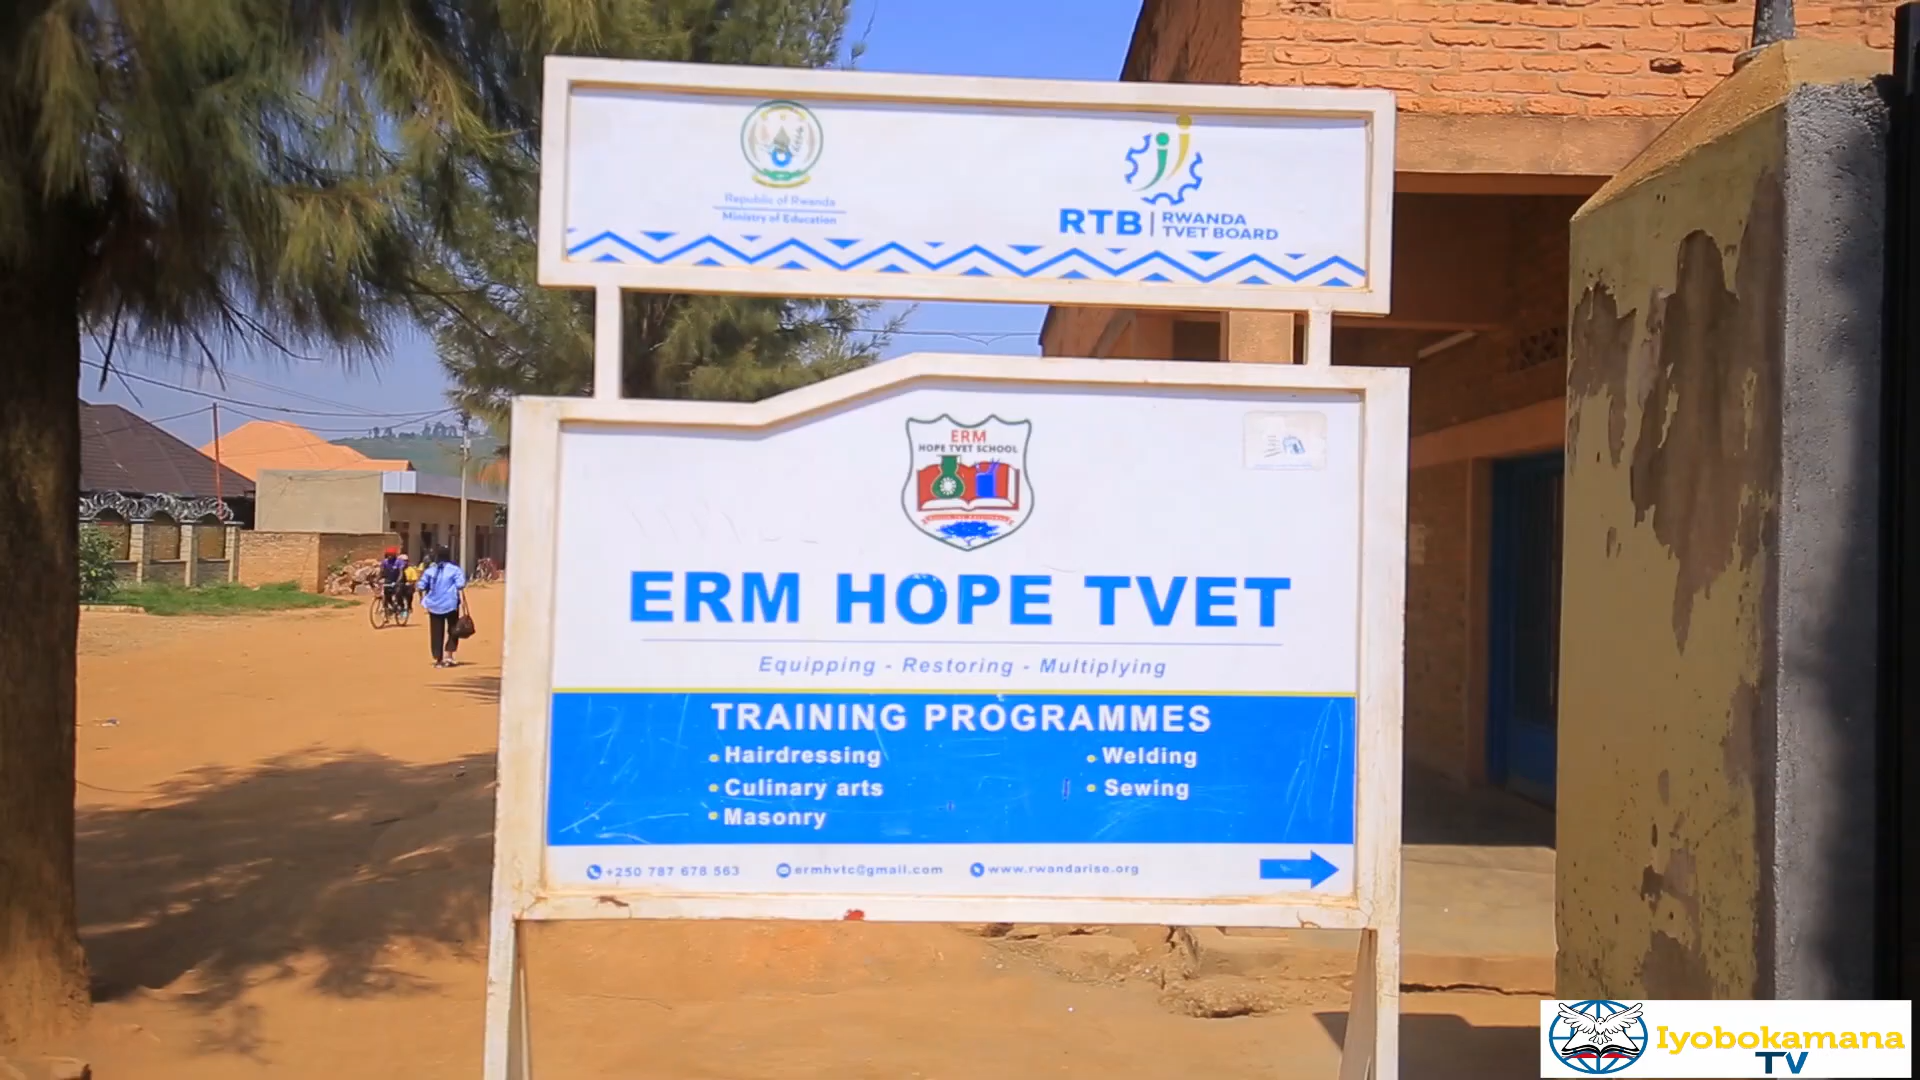 Republic of Rwanda
Ministry of Education
RTB | RWANDA
TVET BOARD
ERM
HOPE TVET SCHOOL
ERM HOPE TVET
Equipping - Restoring - Multiplying
TRAINING PROGRAMMES
• Hairdressing
• Welding
• Culinary arts
• Sewing
• Masonry
+250 787 678 563 ermhvtc@gmail.com www.rwandarise.org
Iyobokamana
TV